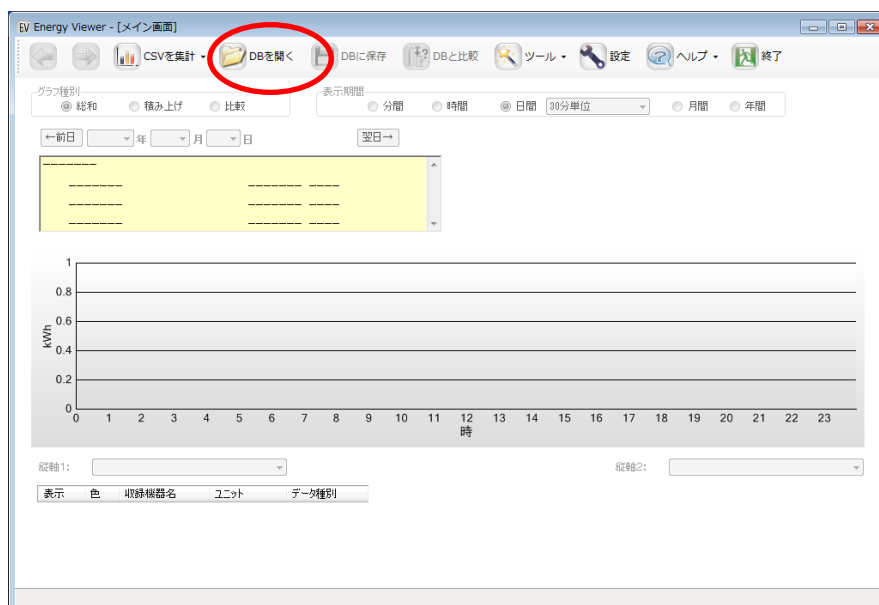 EV Energy Viewer - [メイン画面]
CSVを集計 DBを開く DBに保存 DBと比較 ツール 設定 ヘルプ 終了
グラフ種別 表示期間
総和 積み上げ 比較 分間 時間 日間 30分単位 月間 年間
←前日 年 月 日 翌日→
-------
------- ------- ----
------- ------- ----
------- ------- ----
1
0.8
0.6
0.4
0.2
0
kWh
0 1 2 3 4 5 6 7 8 9 10 11 12 13 14 15 16 17 18 19 20 21 22 23
時
縦軸1: 縦軸2:
表示 色 収録機器名 ユニット データ種別